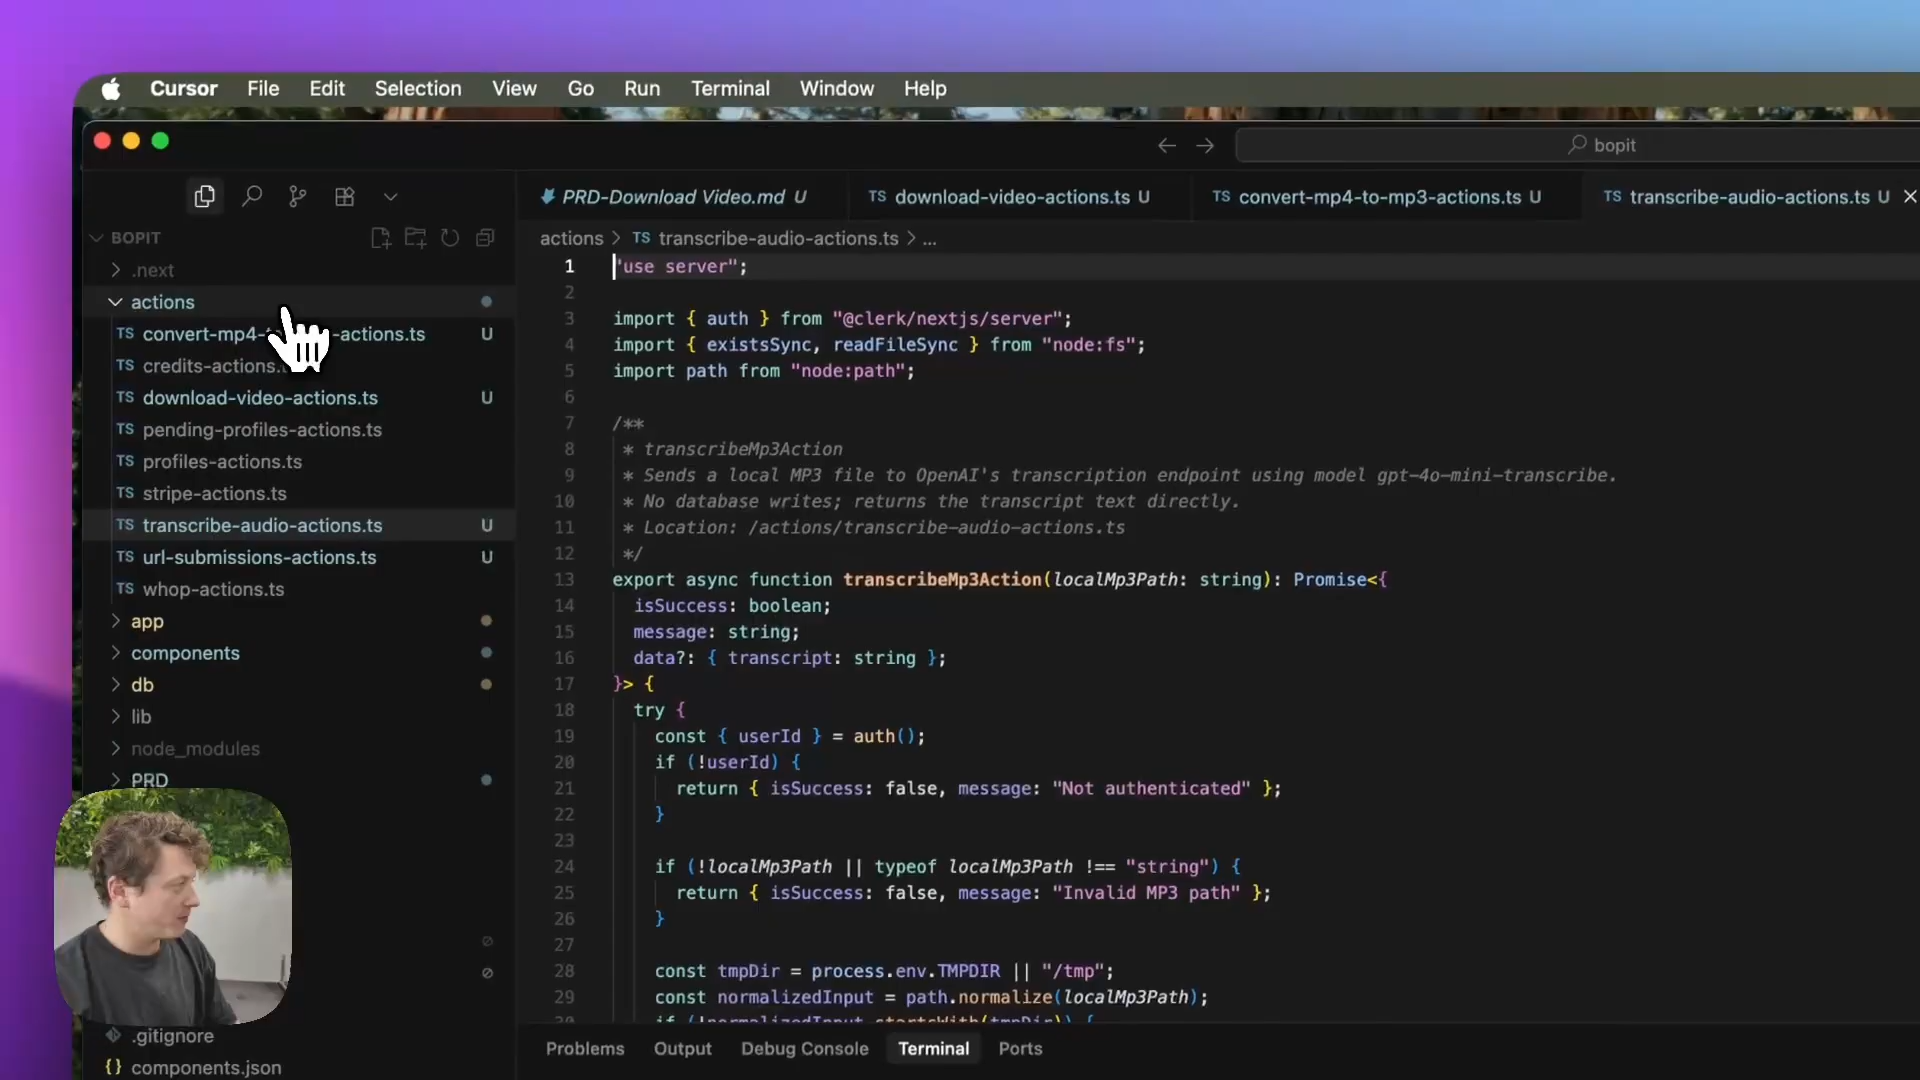 Cursor File Edit Selection View Go Run Terminal Window Help
bopit
PRD-Download Video.md U
TS download-video-actions.ts U
TS convert-mp4-to-mp3-actions.ts U
TS transcribe-audio-actions.ts U
BOPIT
actions > TS transcribe-audio-actions.ts > ...
.next
actions
TS convert-mp4- -actions.ts U
TS credits-actions.
TS download-video-actions.ts U
TS pending-profiles-actions.ts
TS profiles-actions.ts
TS stripe-actions.ts
TS transcribe-audio-actions.ts U
TS url-submissions-actions.ts U
TS whop-actions.ts
app
components
db
lib
node_modules
PRD
.gitignore
{} components.json
1 "use server";
2
3 import { auth } from "@clerk/nextjs/server";
4 import { existsSync, readFileSync } from "node:fs";
5 import path from "node:path";
6
7 /**
8 * transcribeMp3Action
9 * Sends a local MP3 file to OpenAI's transcription endpoint using model gpt-4o-mini-transcribe.
10 * No database writes; returns the transcript text directly.
11 * Location: /actions/transcribe-audio-actions.ts
12 */
13 export async function transcribeMp3Action(localMp3Path: string): Promise<{
14 isSuccess: boolean;
15 message: string;
16 data?: { transcript: string };
17 }> {
18 try {
19 const { userId } = auth();
20 if (!userId) {
21 return { isSuccess: false, message: "Not authenticated" };
22 }
23
24 if (!localMp3Path || typeof localMp3Path !== "string") {
25 return { isSuccess: false, message: "Invalid MP3 path" };
26 }
27
28 const tmpDir = process.env.TMPDIR || "/tmp";
29 const normalizedInput = path.normalize(localMp3Path);
30 if (!normalizedInput.startsWith(tmpDir)) {
Problems Output Debug Console Terminal Ports